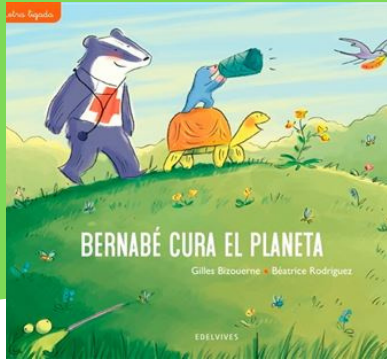 letra ligada
BERNABÉ CURA EL PLANETA
Gilles Bizouerne • Béatrice Rodriguez
EDELVIVES